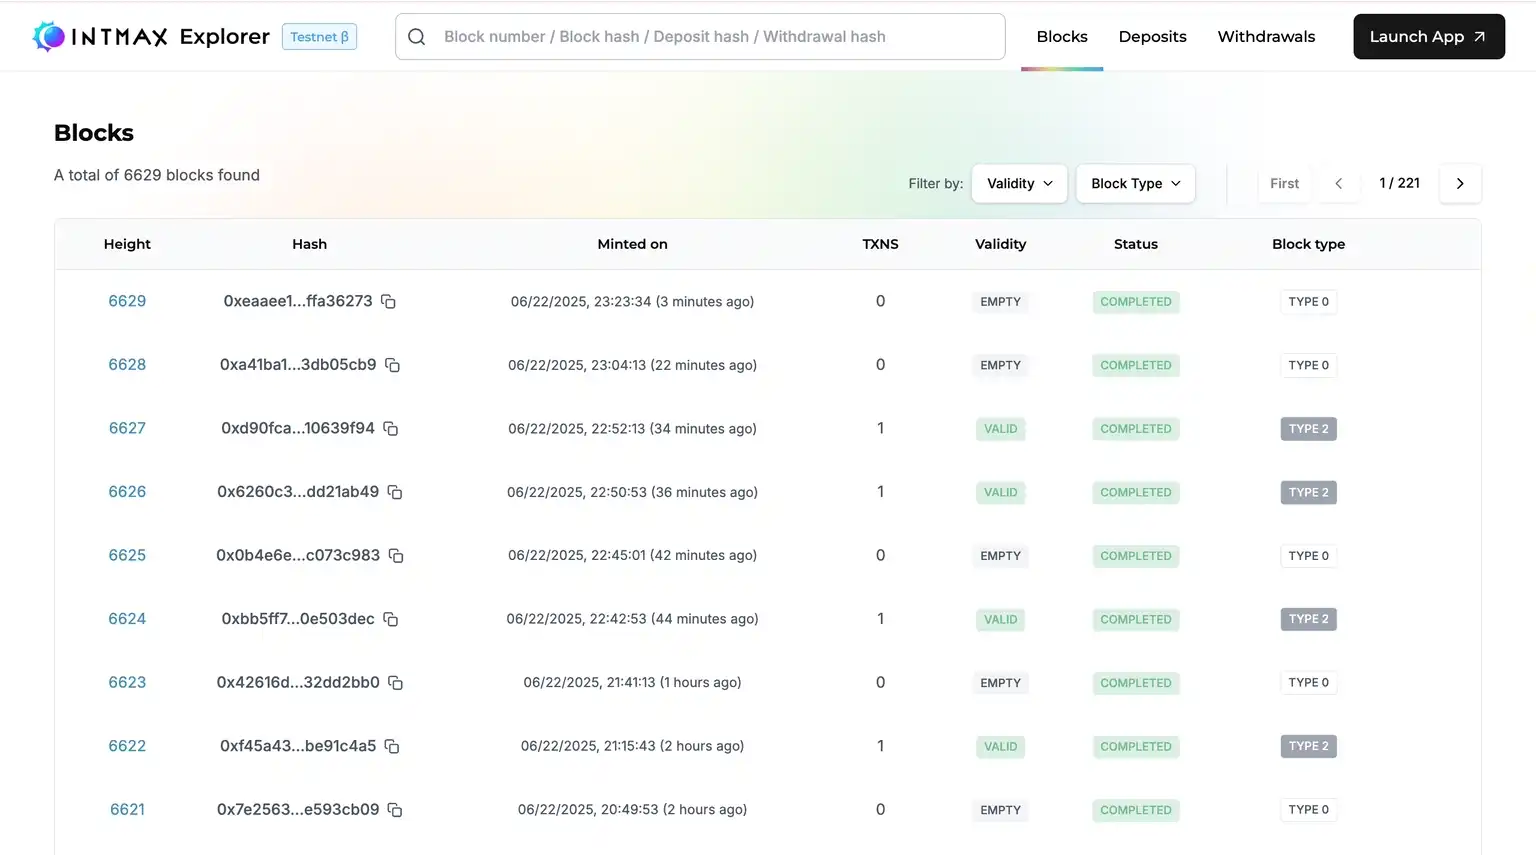 INTMAX Explorer Testnet β Block number / Block hash / Deposit hash / Withdrawal hash Blocks Deposits Withdrawals Launch App
Blocks
A total of 6629 blocks found
Filter by: Validity Block Type First 1 / 221
Height Hash Minted on TXNS Validity Status Block type
6629 0xeaaee1...ffa36273 06/22/2025, 23:23:34 (3 minutes ago) 0 EMPTY COMPLETED TYPE 0
6628 0xa41ba1...3db05cb9 06/22/2025, 23:04:13 (22 minutes ago) 0 EMPTY COMPLETED TYPE 0
6627 0xd90fca...10639f94 06/22/2025, 22:52:13 (34 minutes ago) 1 VALID COMPLETED TYPE 2
6626 0x6260c3...dd21ab49 06/22/2025, 22:50:53 (36 minutes ago) 1 VALID COMPLETED TYPE 2
6625 0x0b4e6e...c073c983 06/22/2025, 22:45:01 (42 minutes ago) 0 EMPTY COMPLETED TYPE 0
6624 0xbb5ff7...0e503dec 06/22/2025, 22:42:53 (44 minutes ago) 1 VALID COMPLETED TYPE 2
6623 0x42616d...32dd2bb0 06/22/2025, 21:41:13 (1 hours ago) 0 EMPTY COMPLETED TYPE 0
6622 0xf45a43...be91c4a5 06/22/2025, 21:15:43 (2 hours ago) 1 VALID COMPLETED TYPE 2
6621 0x7e2563...e593cb09 06/22/2025, 20:49:53 (2 hours ago) 0 EMPTY COMPLETED TYPE 0